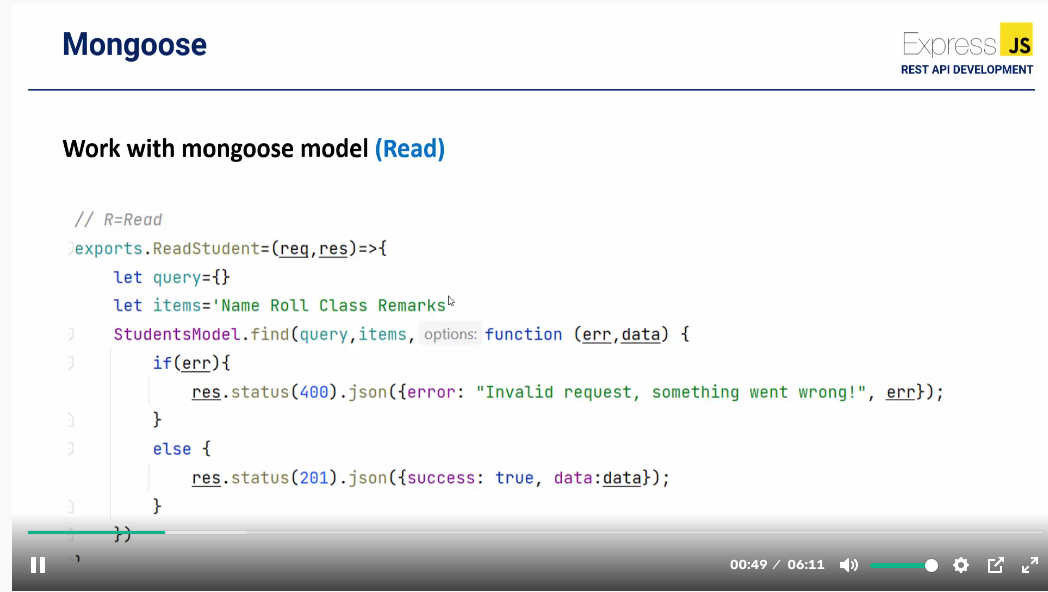 Mongoose
Express JS
REST API DEVELOPMENT
Work with mongoose model (Read)
// R=Read
exports.ReadStudent=(req,res)=>{
let query={}
let items='Name Roll Class Remarks'
StudentsModel.find(query,items, options: function (err,data) {
if(err){
res.status(400).json({error: "Invalid request, something went wrong!", err});
}
else {
res.status(201).json({success: true, data:data});
}
})
00:49 / 06:11